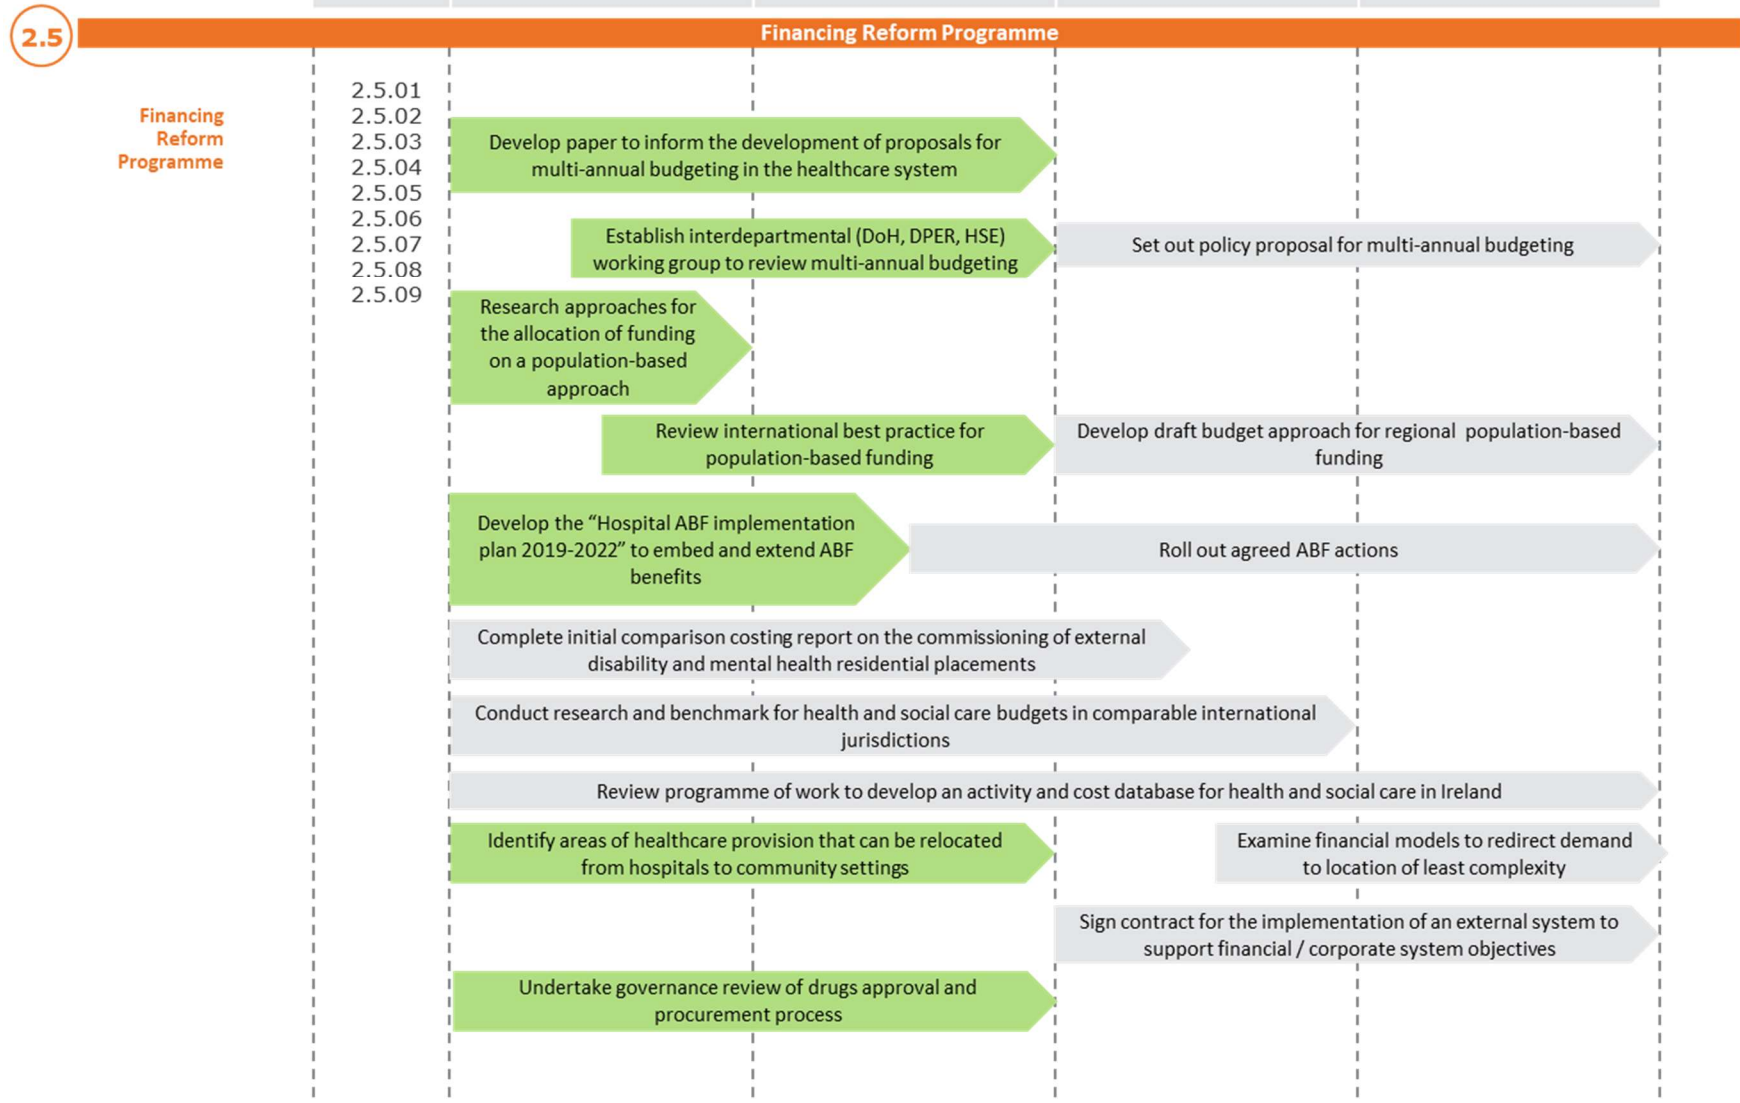 2.5
Financing Reform Programme
Financing
Reform
Programme
2.5.01
2.5.02
2.5.03
2.5.04
2.5.05
2.5.06
2.5.07
2.5.08
2.5.09
Develop paper to inform the development of proposals for
multi-annual budgeting in the healthcare system
Establish interdepartmental (DoH, DPER, HSE)
working group to review multi-annual budgeting
Set out policy proposal for multi-annual budgeting
Research approaches for
the allocation of funding
on a population-based
approach
Review international best practice for
population-based funding
Develop draft budget approach for regional population-based
funding
Develop the “Hospital ABF implementation
plan 2019-2022” to embed and extend ABF
benefits
Roll out agreed ABF actions
Complete initial comparison costing report on the commissioning of external
disability and mental health residential placements
Conduct research and benchmark for health and social care budgets in comparable international
jurisdictions
Review programme of work to develop an activity and cost database for health and social care in Ireland
Identify areas of healthcare provision that can be relocated
from hospitals to community settings
Examine financial models to redirect demand
to location of least complexity
Sign contract for the implementation of an external system to
support financial / corporate system objectives
Undertake governance review of drugs approval and
procurement process